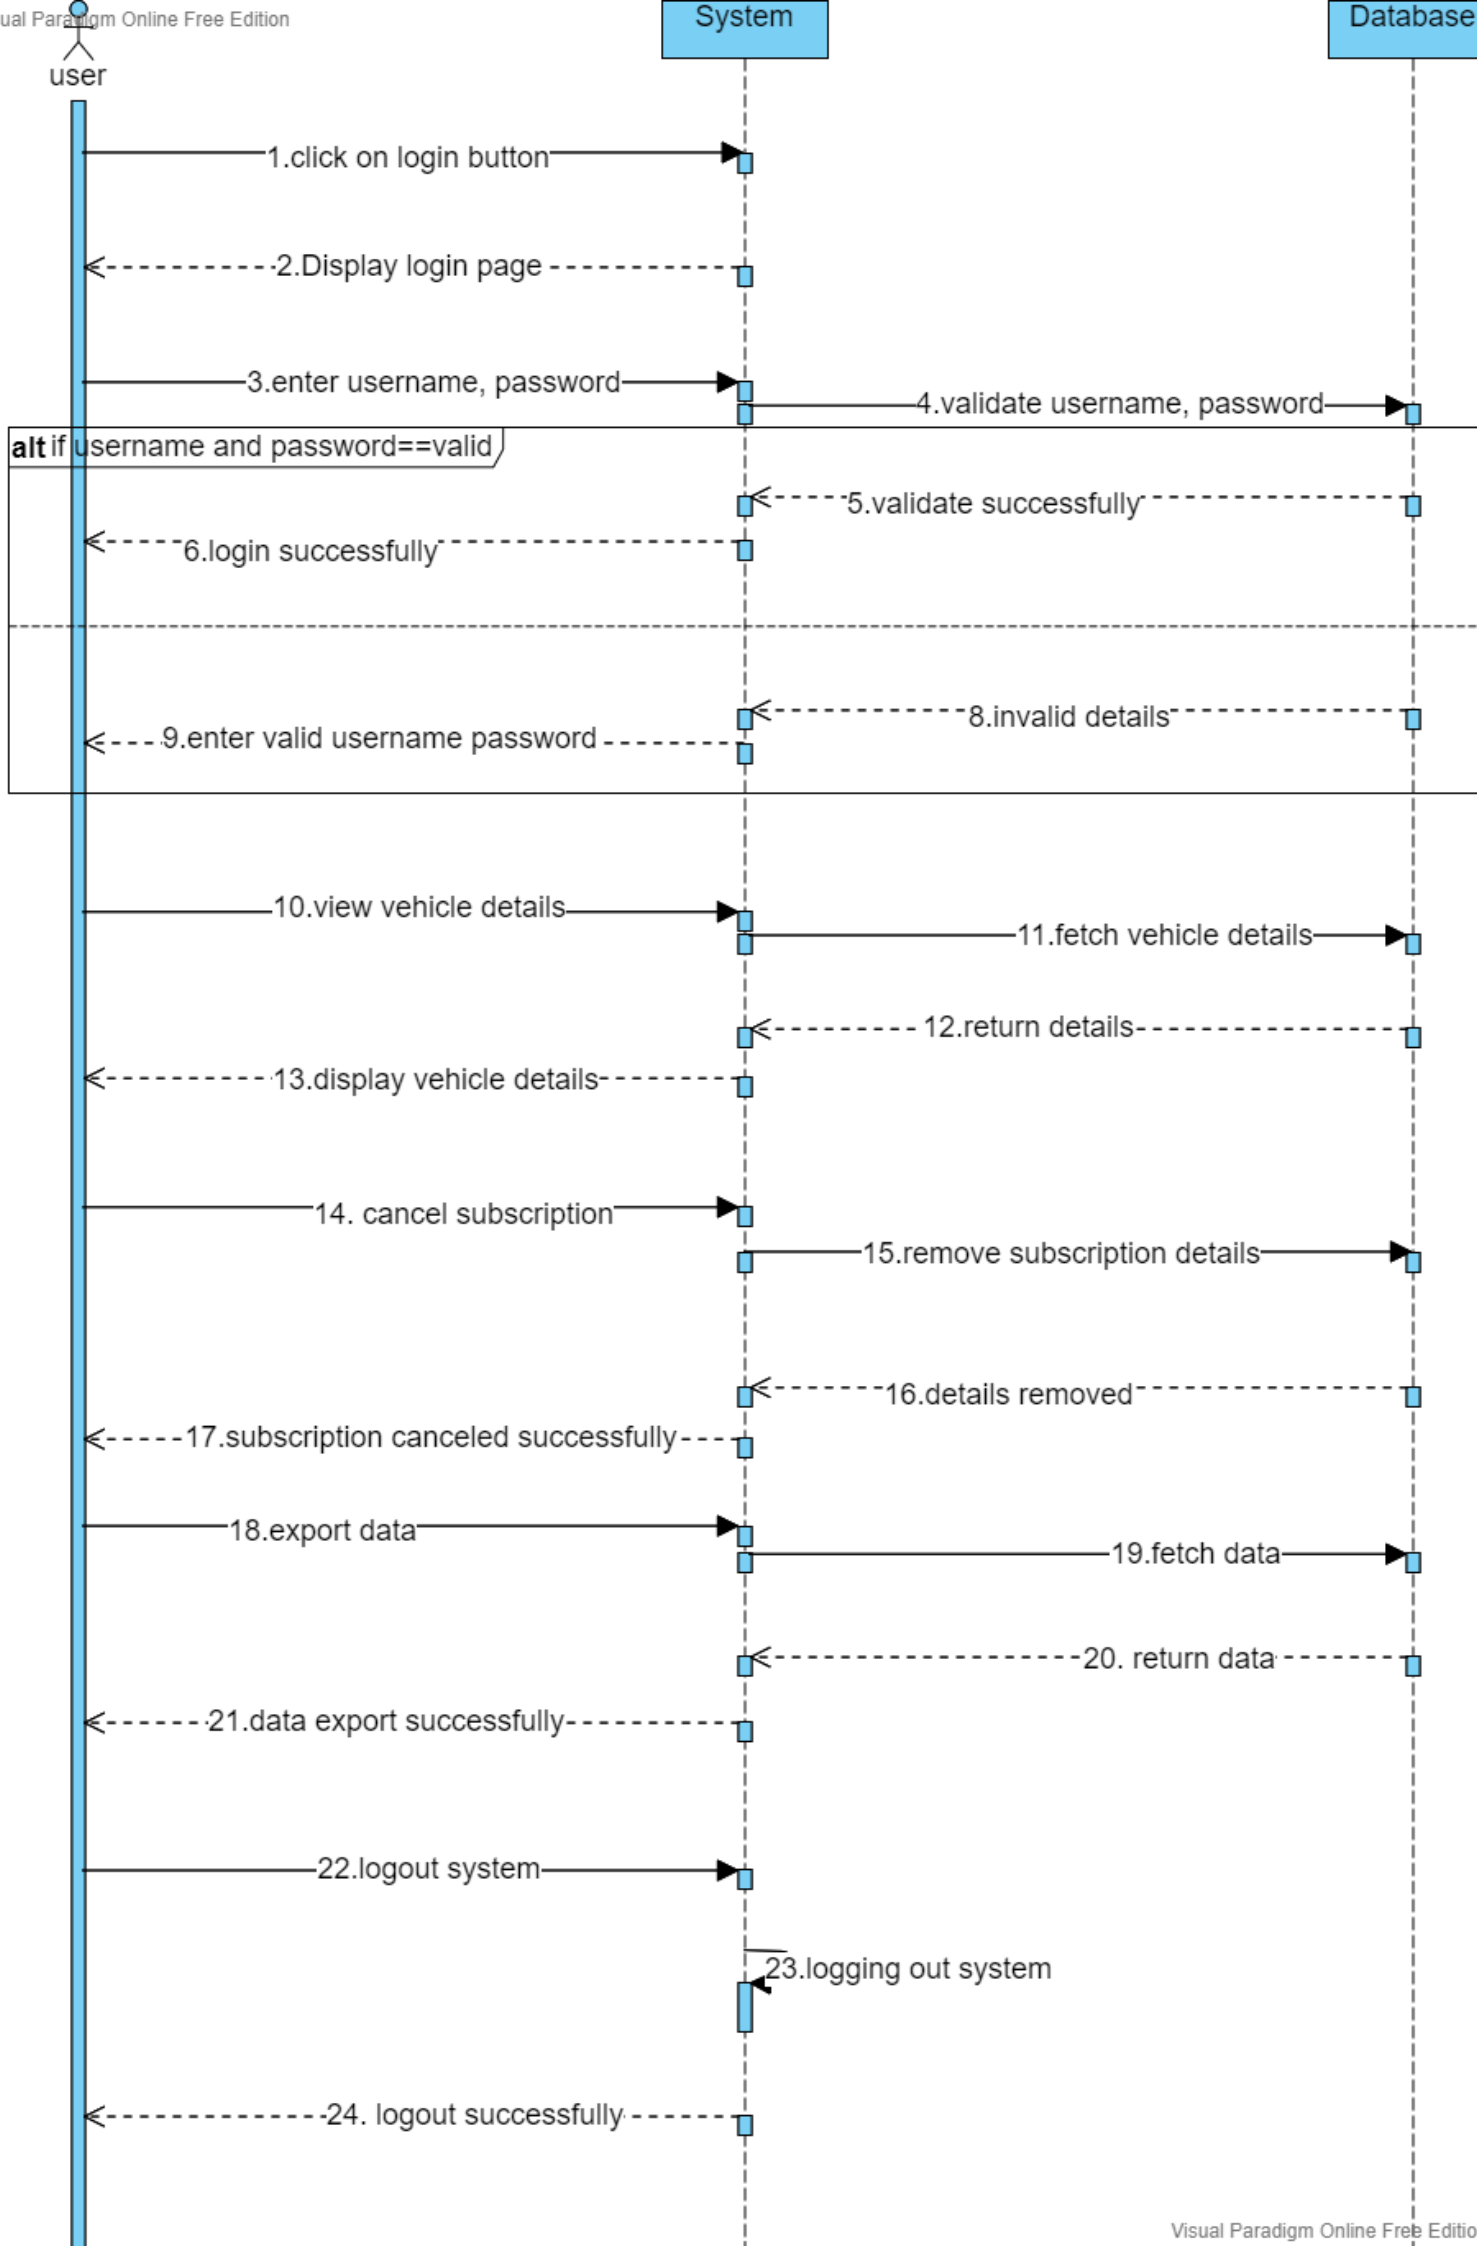 ual Paradigm Online Free Edition
System
Database
user
1.click on login button
2.Display login page
3.enter username, password
4.validate username, password
alt if username and password==valid
5.validate successfully
6.login successfully
8.invalid details
9.enter valid username password
10.view vehicle details
11.fetch vehicle details
12.return details
13.display vehicle details
14. cancel subscription
15.remove subscription details
16.details removed
17.subscription canceled successfully
18.export data
19.fetch data
20. return data
21.data export successfully
22.logout system
23.logging out system
24. logout successfully
Visual Paradigm Online Free Editio